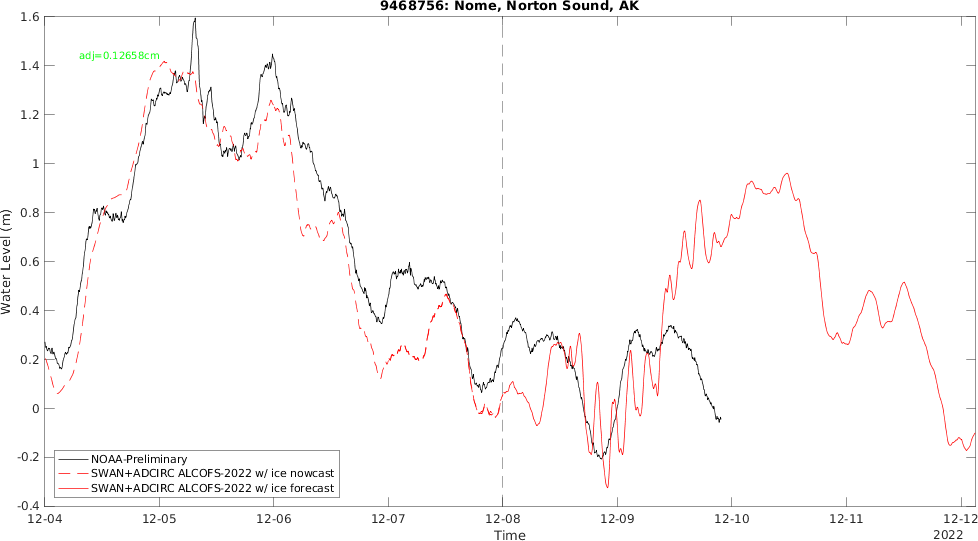 9468756: Nome, Norton Sound, AK
adj=0.12658cm
Water Level (m)
1.6
1.4
1.2
1
0.8
0.6
0.4
0.2
0
-0.2
-0.4
NOAA-Preliminary
SWAN+ADCIRC ALCOFS-2022 w/ ice nowcast
SWAN+ADCIRC ALCOFS-2022 w/ ice forecast
12-04 12-05 12-06 12-07 12-08 12-09 12-10 12-11 12-12
Time
2022